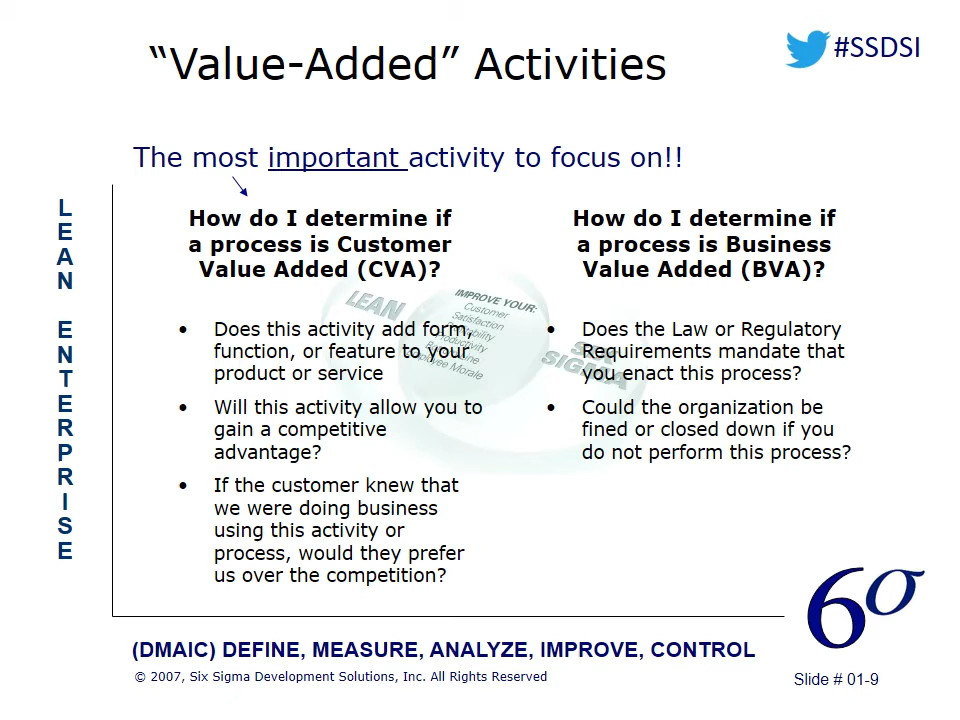 “Value-Added” Activities
#SSDSI
The most important activity to focus on!!
L
E
A
N
E
N
T
E
R
P
R
I
S
E
How do I determine if
a process is Customer
Value Added (CVA)?
• Does this activity add form,
function, or feature to your
product or service
• Will this activity allow you to
gain a competitive
advantage?
• If the customer knew that
we were doing business
using this activity or
process, would they prefer
us over the competition?
How do I determine if
a process is Business
Value Added (BVA)?
• Does the Law or Regulatory
Requirements mandate that
you enact this process?
• Could the organization be
fined or closed down if you
do not perform this process?
LEAN
IMPROVE YOUR:
Customer
Satisfaction
Morale
SIGMA
6σ
(DMAIC) DEFINE, MEASURE, ANALYZE, IMPROVE, CONTROL
© 2007, Six Sigma Development Solutions, Inc. All Rights Reserved
Slide # 01-9